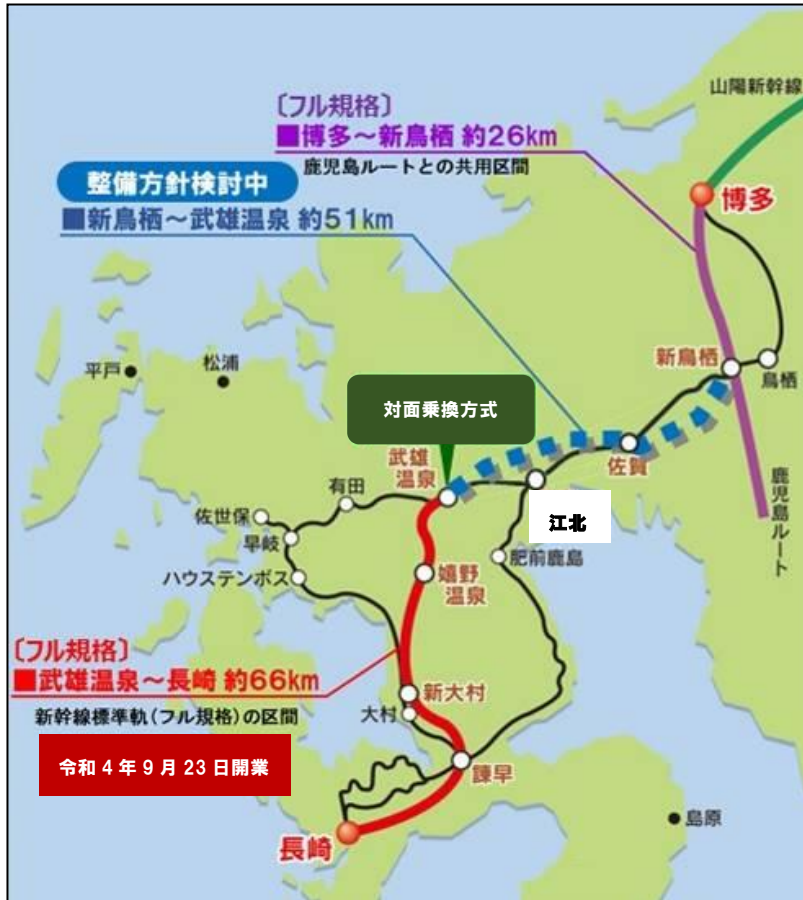 山陽新幹線
〔フル規格〕
■博多～新鳥栖 約26km
鹿児島ルートとの共用区間
整備方針検討中
■新鳥栖～武雄温泉 約51km
博多
新鳥栖
鳥栖
平戸
松浦
対面乗換方式
武雄
温泉
佐賀
有田
佐世保
早岐
江北
鹿児島ルート
ハウステンボス
嬉野
温泉
肥前鹿島
〔フル規格〕
■武雄温泉～長崎 約66km
新幹線標準軌(フル規格)の区間
新大村
大村
令和4年9月23日開業
諫早
島原
長崎